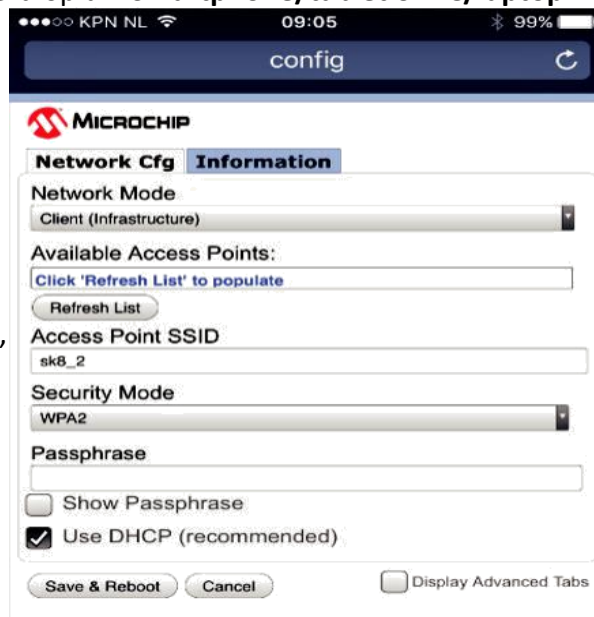 KPN NL 09:05 99%
config
MICROCHIP
Network Cfg Information
Network Mode
Client (Infrastructure)
Available Access Points:
Click 'Refresh List' to populate
Refresh List
Access Point SSID
sk8_2
Security Mode
WPA2
Passphrase
Show Passphrase
Use DHCP (recommended)
Save & Reboot Cancel Display Advanced Tabs